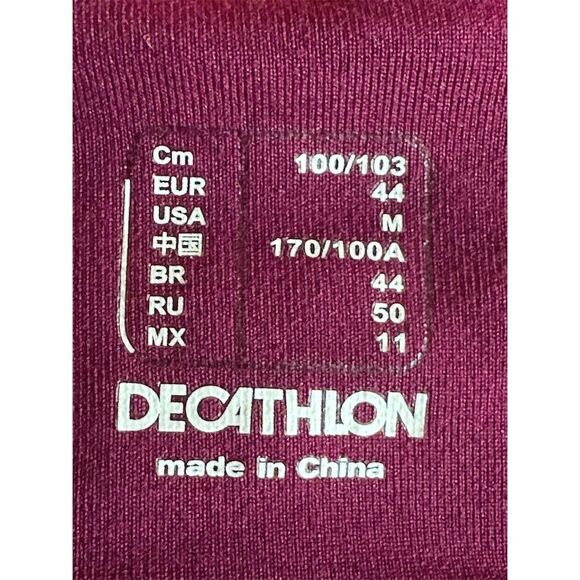 Cm 100/103
EUR 44
USA M
中国 170/100A
BR 44
RU 50
MX 11
DECATHLON
made in China